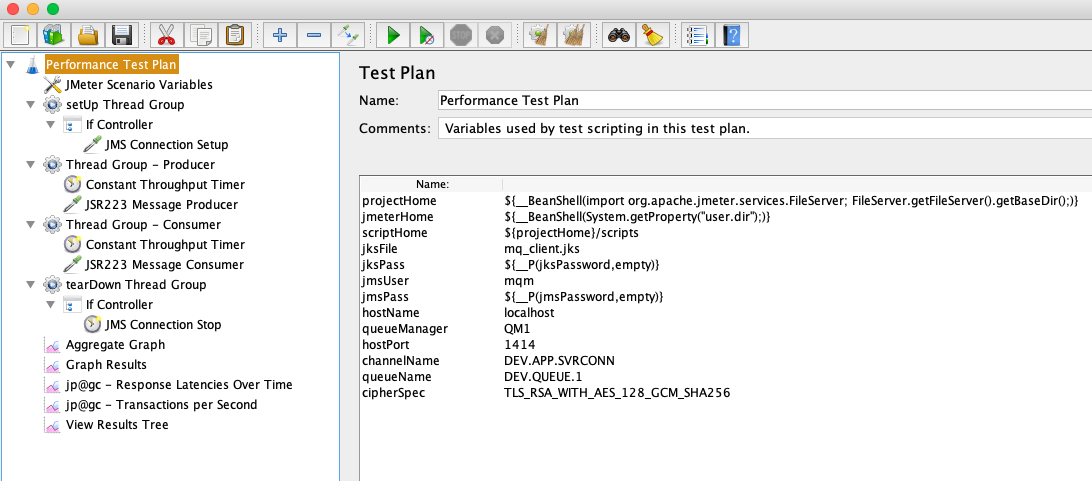 Performance Test Plan
JMeter Scenario Variables
setUp Thread Group
If Controller
JMS Connection Setup
Thread Group - Producer
Constant Throughput Timer
JSR223 Message Producer
Thread Group - Consumer
Constant Throughput Timer
JSR223 Message Consumer
tearDown Thread Group
If Controller
JMS Connection Stop
Aggregate Graph
Graph Results
jp@gc - Response Latencies Over Time
jp@gc - Transactions per Second
View Results Tree
Test Plan
Name: Performance Test Plan
Comments: Variables used by test scripting in this test plan.
Name:
projectHome ${__BeanShell(import org.apache.jmeter.services.FileServer; FileServer.getFileServer().getBaseDir();)}
jmeterHome ${__BeanShell(System.getProperty("user.dir");)}
scriptHome ${projectHome}/scripts
jksFile mq_client.jks
jksPass ${__P(jksPassword,empty)}
jmsUser mqm
jmsPass ${__P(jmsPassword,empty)}
hostName localhost
queueManager QM1
hostPort 1414
channelName DEV.APP.SVRCONN
queueName DEV.QUEUE.1
cipherSpec TLS_RSA_WITH_AES_128_GCM_SHA256